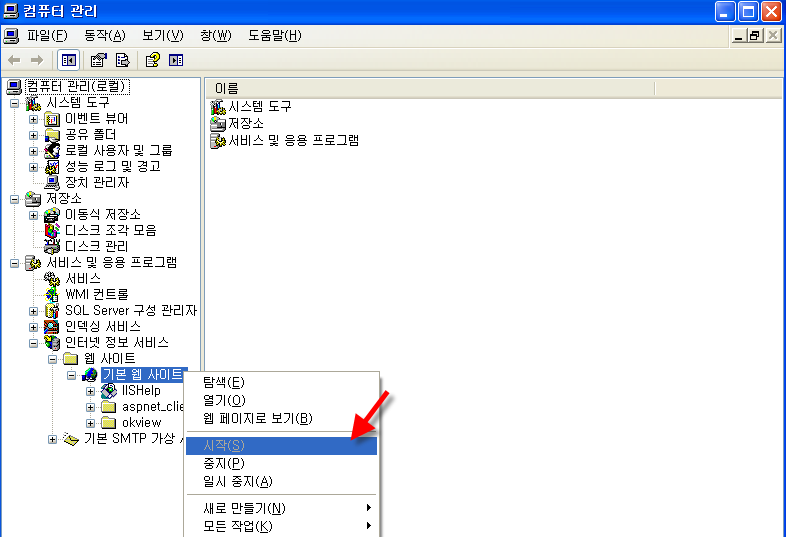 컴퓨터 관리
파일(F) 동작(A) 보기(V) 창(W) 도움말(H)
컴퓨터 관리(로컬)
시스템 도구
이벤트 뷰어
공유 폴더
로컬 사용자 및 그룹
성능 로그 및 경고
장치 관리자
저장소
이동식 저장소
디스크 조각 모음
디스크 관리
서비스 및 응용 프로그램
서비스
WMI 컨트롤
SQL Server 구성 관리자
인덱싱 서비스
인터넷 정보 서비스
웹 사이트
기본 웹 사이트
IISHelp
aspnet_clie
okview
기본 SMTP 가상
이름
시스템 도구
저장소
서비스 및 응용 프로그램
탐색(E)
열기(O)
웹 페이지로 보기(B)
시작(S)
중지(P)
일시 중지(A)
새로 만들기(N)
모든 작업(K)